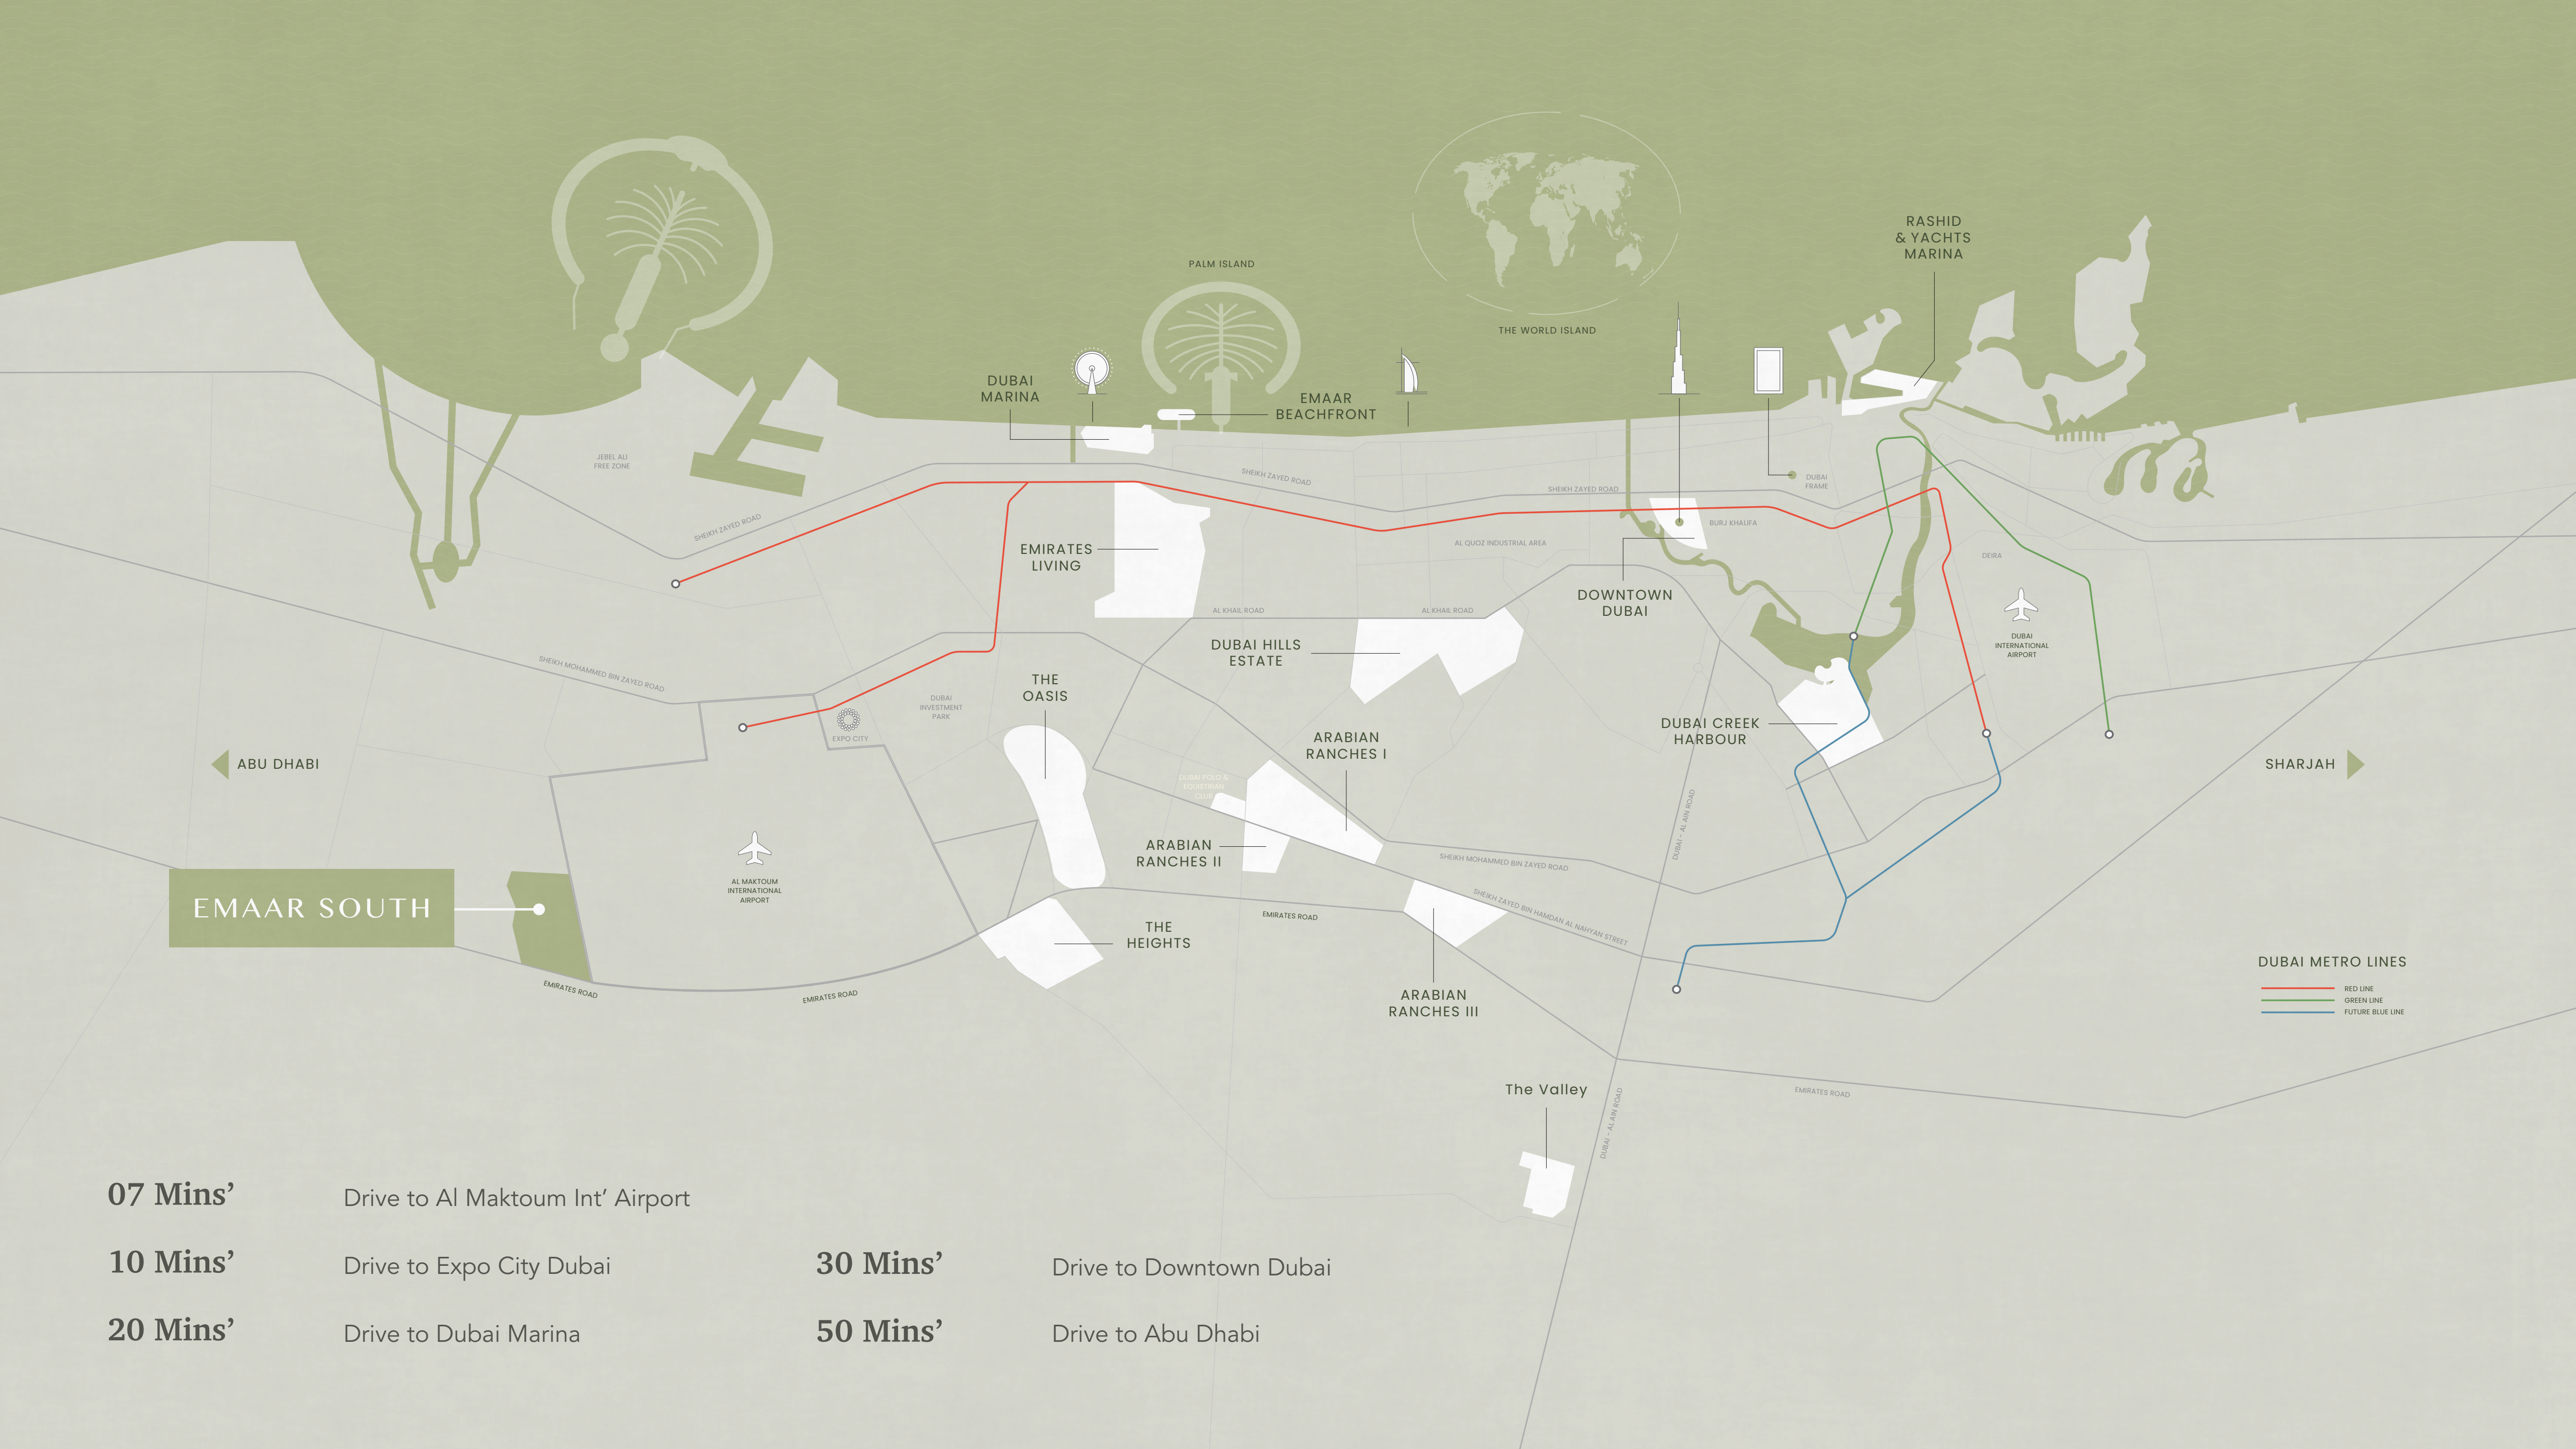 RASHID
& YACHTS
MARINA
PALM ISLAND
THE WORLD ISLAND
DUBAI
MARINA
EMAAR
BEACHFRONT
JEBEL ALI
FREE ZONE
SHEIKH ZAYED ROAD
SHEIKH ZAYED ROAD
SHEIKH ZAYED ROAD
DUBAI
FRAME
BURJ KHALIFA
AL QUOZ INDUSTRIAL AREA
DEIRA
EMIRATES
LIVING
DOWNTOWN
DUBAI
AL KHAIL ROAD
AL KHAIL ROAD
DUBAI
INTERNATIONAL
AIRPORT
DUBAI HILLS
ESTATE
SHEIKH MOHAMMED BIN ZAYED ROAD
THE
OASIS
DUBAI
INVESTMENT
PARK
EXPO CITY
DUBAI CREEK
HARBOUR
ARABIAN
RANCHES I
ABU DHABI
SHARJAH
DUBAI POLO &
EQUESTRIAN
CLUB
DUBAI - AL AIN ROAD
ARABIAN
RANCHES II
SHEIKH MOHAMMED BIN ZAYED ROAD
AL MAKTOUM
INTERNATIONAL
AIRPORT
EMAAR SOUTH
EMIRATES ROAD
SHEIKH ZAYED BIN HAMDAN AL NAHYAN STREET
THE
HEIGHTS
EMIRATES ROAD
EMIRATES ROAD
ARABIAN
RANCHES III
DUBAI METRO LINES
RED LINE
GREEN LINE
FUTURE BLUE LINE
The Valley
EMIRATES ROAD
DUBAI - AL AIN ROAD
07 Mins’ Drive to Al Maktoum Int’ Airport
10 Mins’ Drive to Expo City Dubai
20 Mins’ Drive to Dubai Marina
30 Mins’ Drive to Downtown Dubai
50 Mins’ Drive to Abu Dhabi